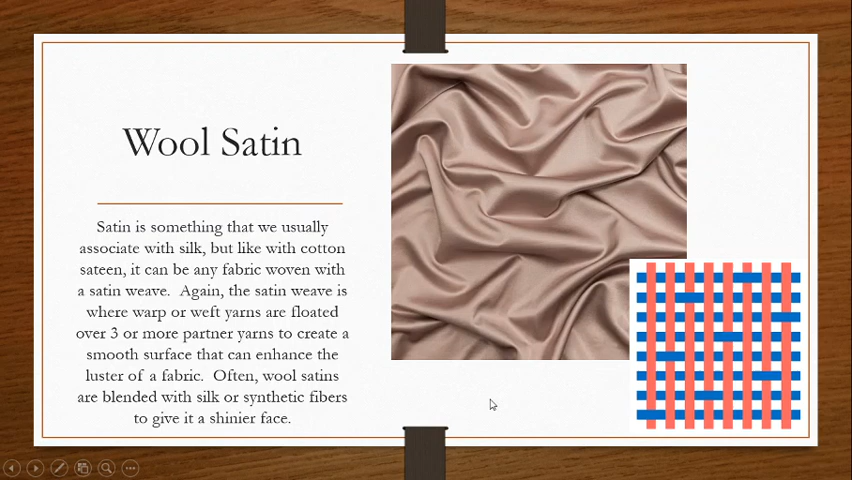 Wool Satin
Satin is something that we usually
associate with silk, but like with cotton
sateen, it can be any fabric woven with
a satin weave.  Again, the satin weave is
where warp or weft yarns are floated
over 3 or more partner yarns to create a
smooth surface that can enhance the
luster of a fabric.  Often, wool satins
are blended with silk or synthetic fibers
to give it a shinier face.